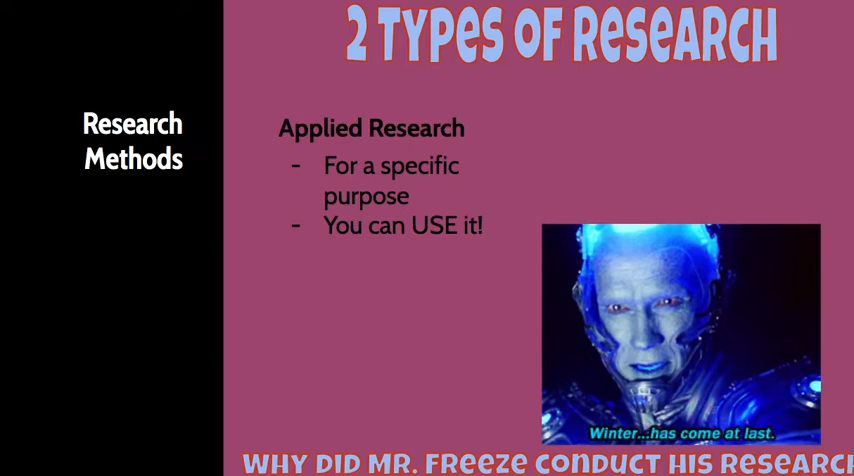 2 Types of Research
Research
Methods
Applied Research
- For a specific
purpose
- You can USE it!
Winter...has come at last.
WHY DID MR. FREEZE CONDUCT HIS RESEARCH